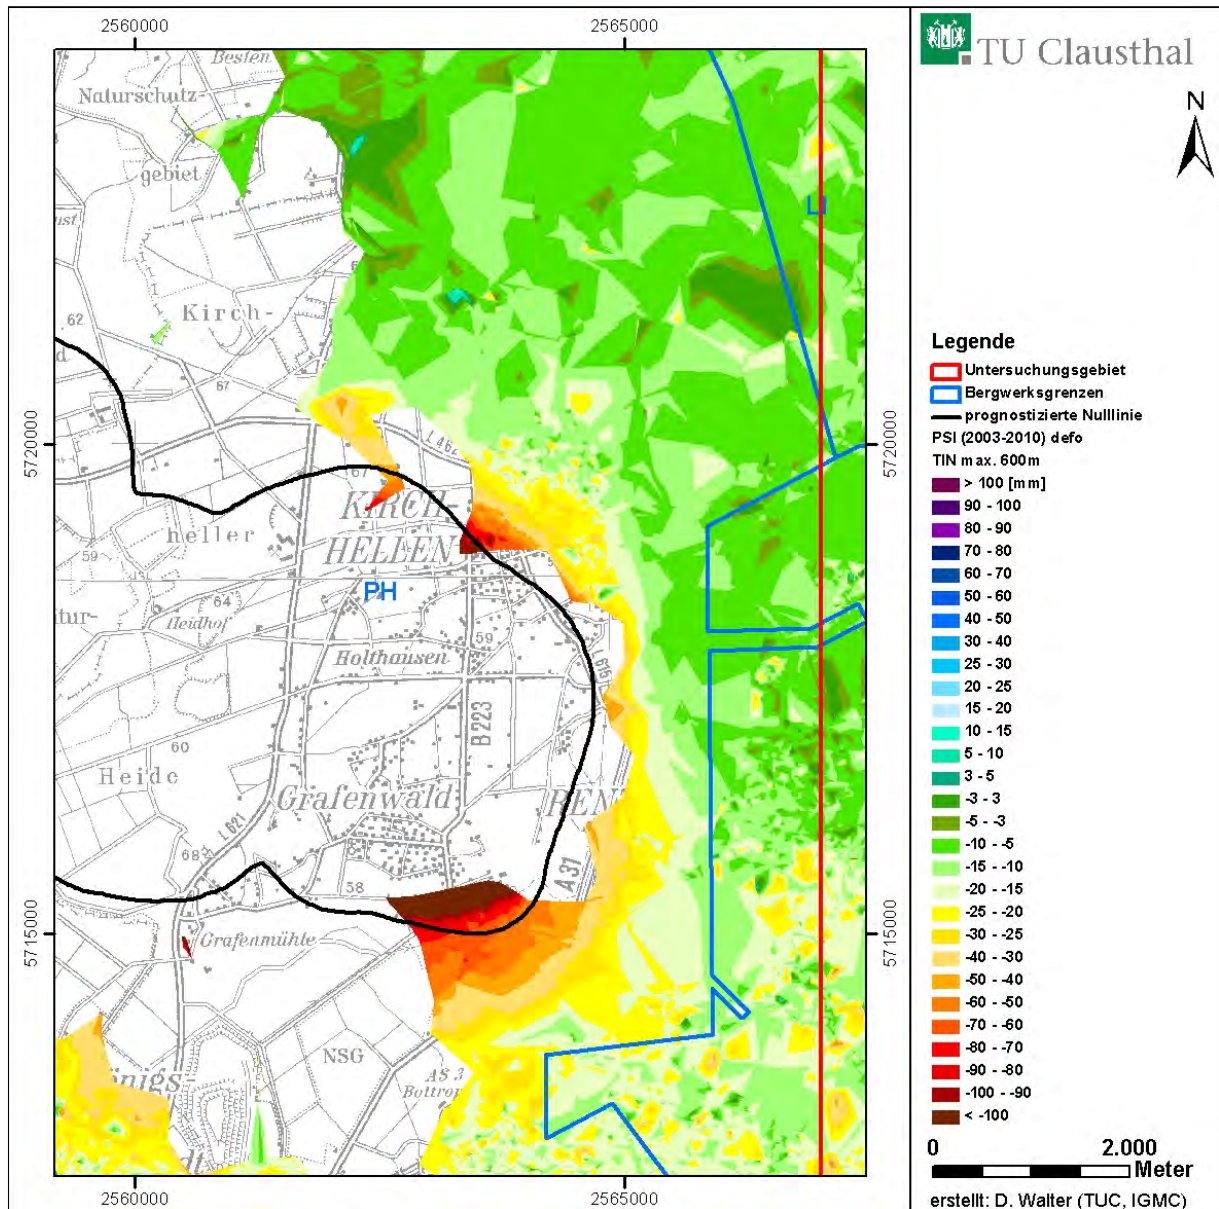 2560000
2565000
TU Clausthal
N
Besten
Naturschutz-
gebiet
Kirch-
62
67
5720000
5720000
L462
67
KIRCH-
HELLEN
heller
59
PH
64
Heidhof
59
Holthausen
B 223
60
Heide
Grafenwald
L 621
68
58
A 31
5715000
5715000
Grafenmühle
NSG
AS 3
Bottrop
2560000
2565000
Legende
Untersuchungsgebiet
Bergwerksgrenzen
prognostizierte Nulllinie
PSI (2003-2010) defo
TIN max. 600m
> 100 [mm]
90 - 100
80 - 90
70 - 80
60 - 70
50 - 60
40 - 50
30 - 40
25 - 30
20 - 25
15 - 20
10 - 15
5 - 10
3 - 5
-3 - 3
-5 - -3
-10 - -5
-15 - -10
-20 - -15
-25 - -20
-30 - -25
-40 - -30
-50 - -40
-60 - -50
-70 - -60
-80 - -70
-90 - -80
-100 - -90
< -100
0 2.000
Meter
erstellt: D. Walter (TUC, IGMC)